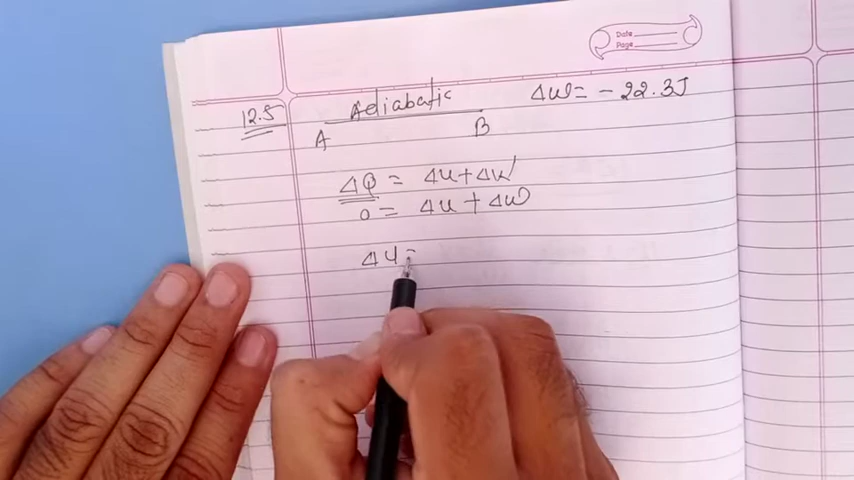 Date
Page
12.5 Adiabatic ΔW = - 22.3J
A B
ΔQ = Δu + ΔW
0 = Δu + ΔW
Δu =